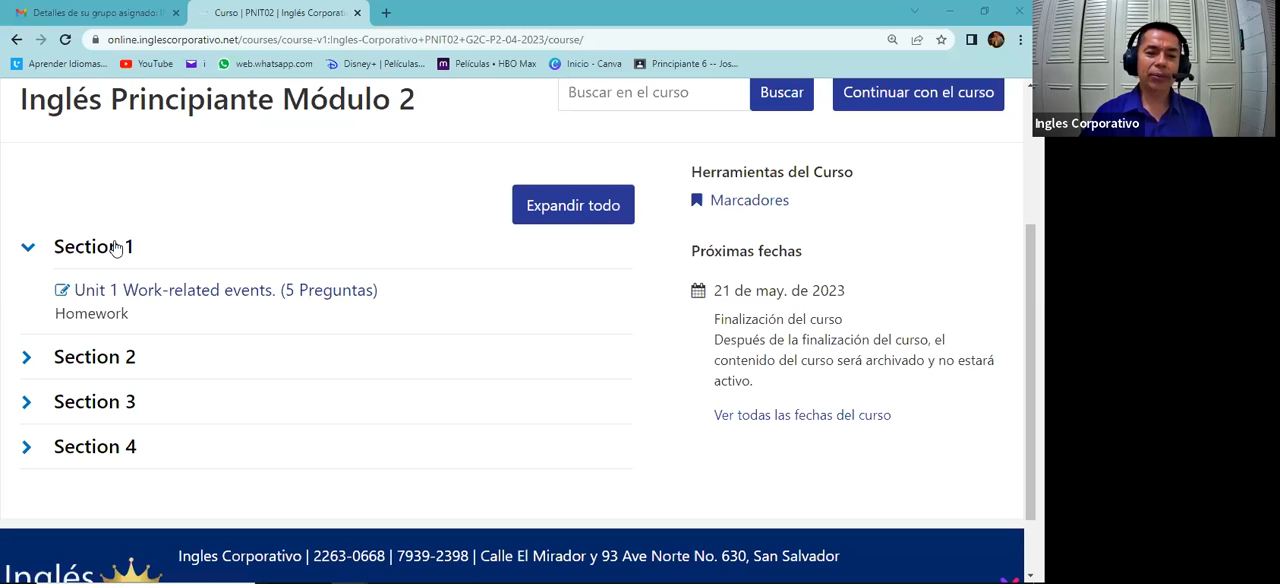 Detalles de su grupo asignado: I
Curso | PNIT02 | Inglés Corporat
online.inglescorporativo.net/courses/course-v1:Ingles-Corporativo+PNIT02+G2C-P2-04-2023/course/
Aprender Idiomas... YouTube i web.whatsapp.com Disney+ | Películas... Películas • HBO Max Inicio - Canva Principiante 6 -- Jos...
Inglés Principiante Módulo 2
Buscar en el curso
Buscar
Continuar con el curso
Ingles Corporativo
Expandir todo
Section 1
Unit 1 Work-related events. (5 Preguntas)
Homework
Section 2
Section 3
Section 4
Herramientas del Curso
Marcadores
Próximas fechas
21 de may. de 2023
Finalización del curso
Después de la finalización del curso, el
contenido del curso será archivado y no estará
activo.
Ver todas las fechas del curso
Inglés
Ingles Corporativo | 2263-0668 | 7939-2398 | Calle El Mirador y 93 Ave Norte No. 630, San Salvador